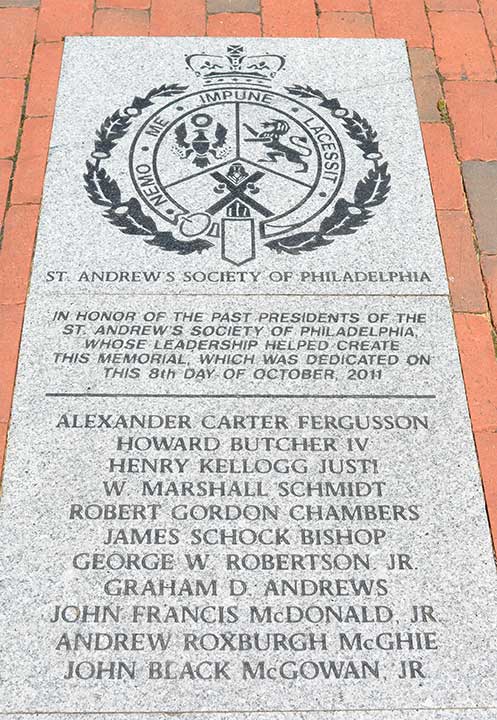 NEMO · ME · IMPUNE · LACESSIT
ST. ANDREW'S SOCIETY OF PHILADELPHIA
IN HONOR OF THE PAST PRESIDENTS OF THE
ST. ANDREW'S SOCIETY OF PHILADELPHIA,
WHOSE LEADERSHIP HELPED CREATE
THIS MEMORIAL, WHICH WAS DEDICATED ON
THIS 8th DAY OF OCTOBER, 2011
ALEXANDER CARTER FERGUSSON
HOWARD BUTCHER IV
HENRY KELLOGG JUSTI
W. MARSHALL SCHMIDT
ROBERT GORDON CHAMBERS
JAMES SCHOCK BISHOP
GEORGE W. ROBERTSON JR.
GRAHAM D. ANDREWS
JOHN FRANCIS McDONALD, JR.
ANDREW ROXBURGH McGHIE
JOHN BLACK McGOWAN, JR